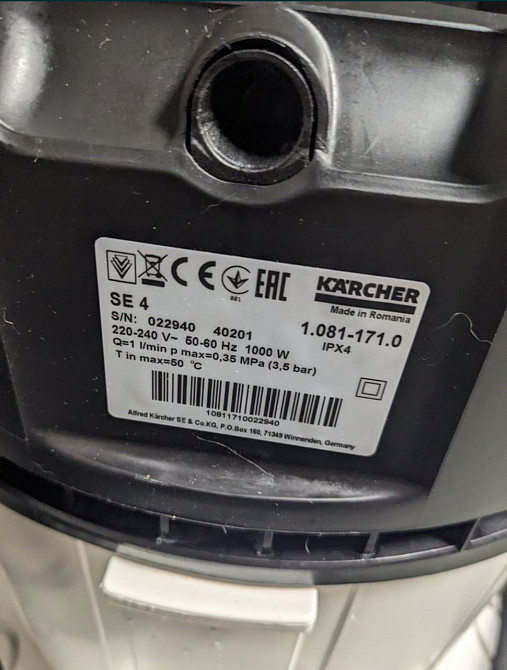 CE EAC KÄRCHER
Made in Romania
SE 4
S/N: 022940 40201 1.081-171.0
220-240 V~ 50-60 Hz 1000 W IPX4
Q=1 l/min p max=0,35 MPa (3,5 bar)
T in max=50 °C
10811710022940
Alfred Kärcher SE & Co.KG, P.O.Box 160, 71349 Winnenden, Germany